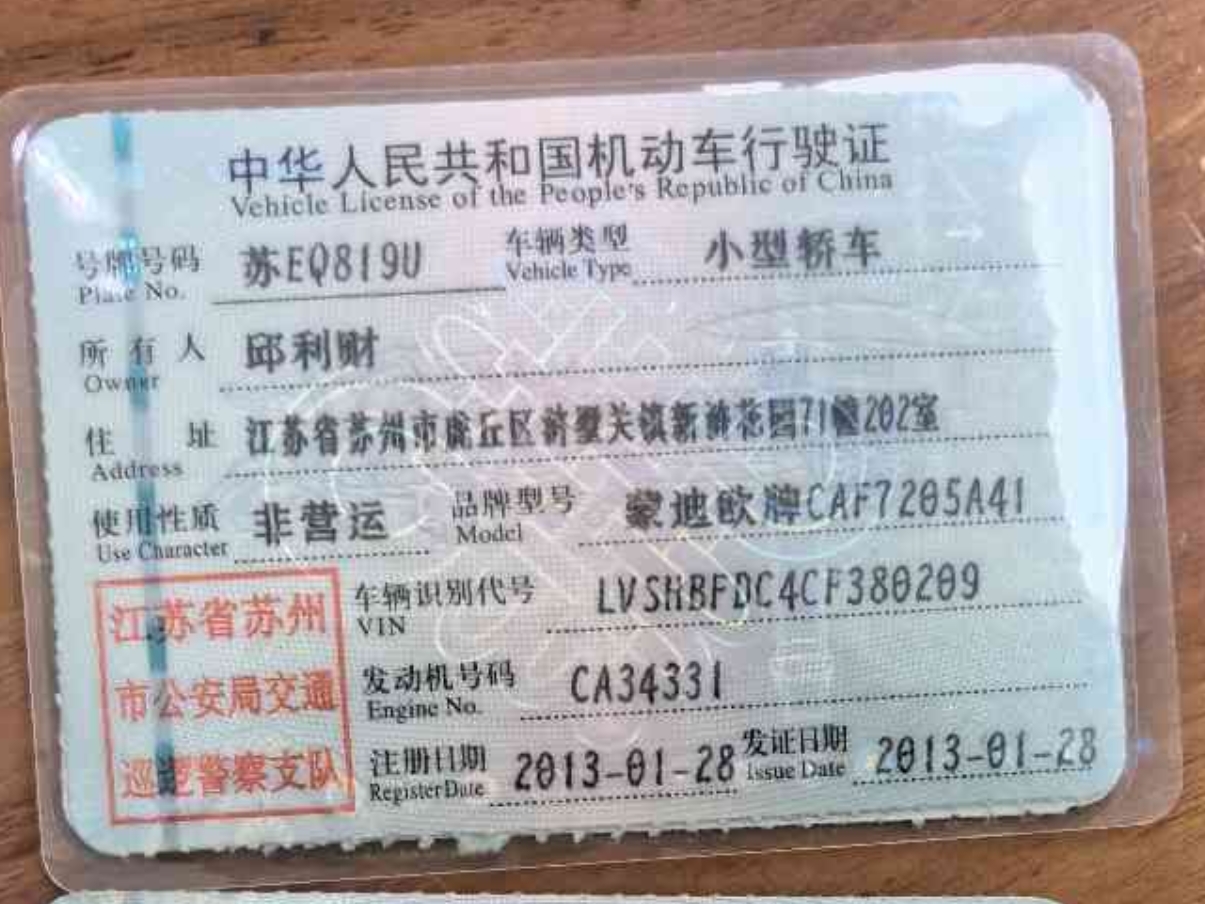 中华人民共和国机动车行驶证
Vehicle License of the People's Republic of China
号牌号码 苏EQ819U 车辆类型 小型轿车
Plate No. Vehicle Type
所有人 邱利财
Owner
住址 江苏省苏州市虎丘区浒墅关镇新浒花园71幢202室
Address
使用性质 非营运 品牌型号 蒙迪欧牌CAF7205A41
Use Character Model
江苏省苏州
市公安局交通
巡逻警察支队
车辆识别代号 LVSHBFDC4CF380209
VIN
发动机号码 CA34331
Engine No.
注册日期 2013-01-28 发证日期 2013-01-28
Register Date Issue Date